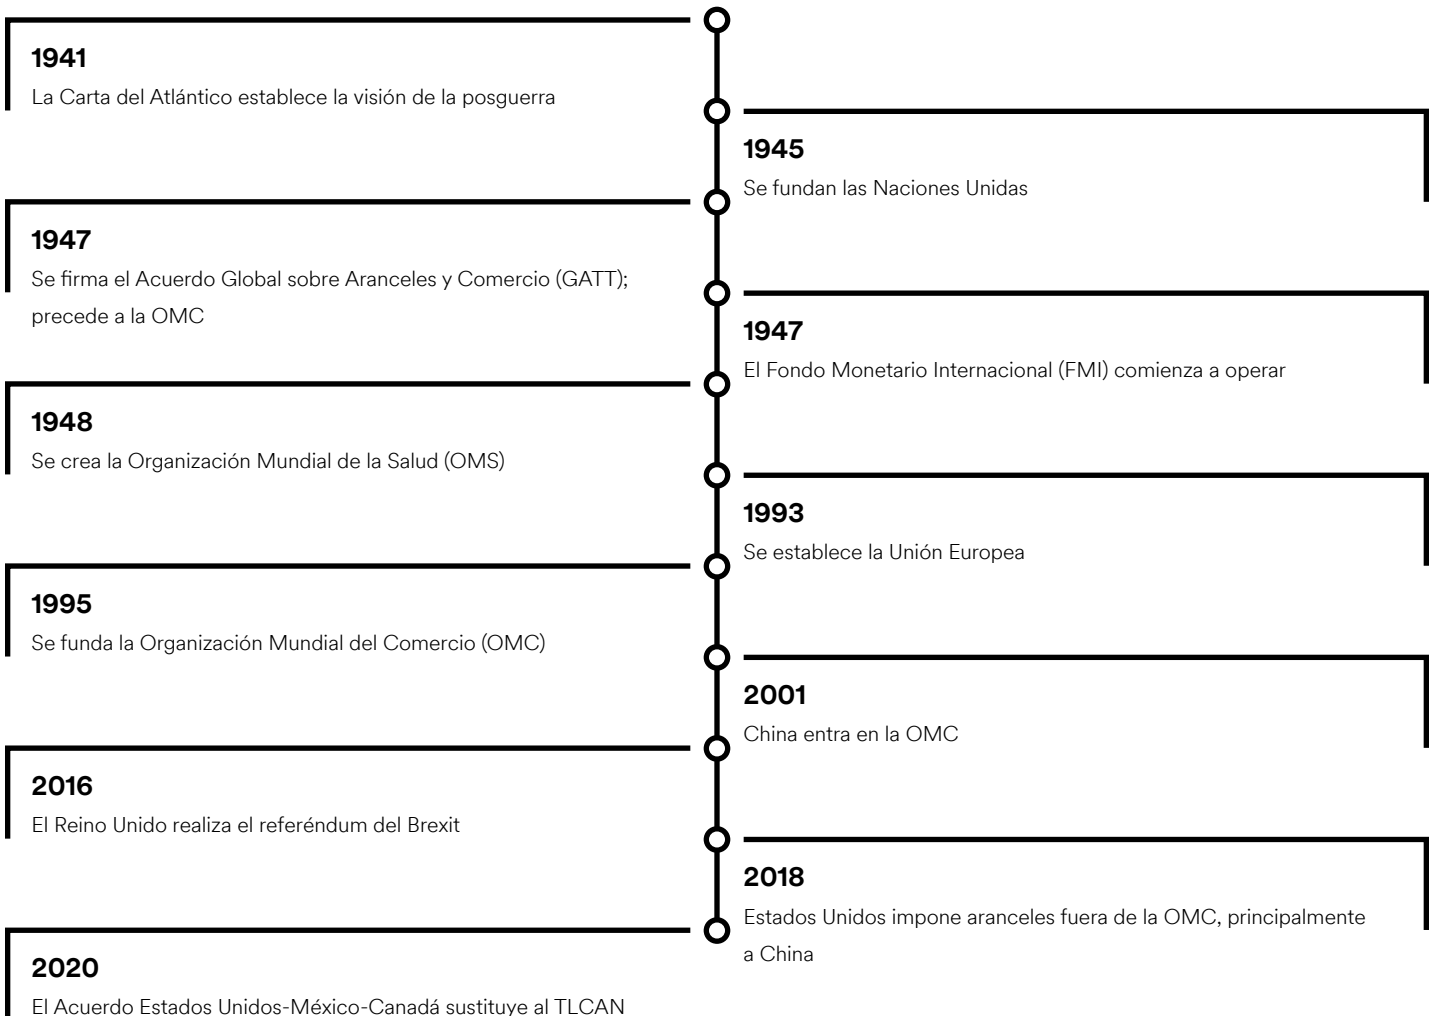 1941
La Carta del Atlántico establece la visión de la posguerra
1945
Se fundan las Naciones Unidas
1947
Se firma el Acuerdo Global sobre Aranceles y Comercio (GATT);
precede a la OMC
1947
El Fondo Monetario Internacional (FMI) comienza a operar
1948
Se crea la Organización Mundial de la Salud (OMS)
1993
Se establece la Unión Europea
1995
Se funda la Organización Mundial del Comercio (OMC)
2001
China entra en la OMC
2016
El Reino Unido realiza el referéndum del Brexit
2018
Estados Unidos impone aranceles fuera de la OMC, principalmente
a China
2020
El Acuerdo Estados Unidos-México-Canadá sustituye al TLCAN